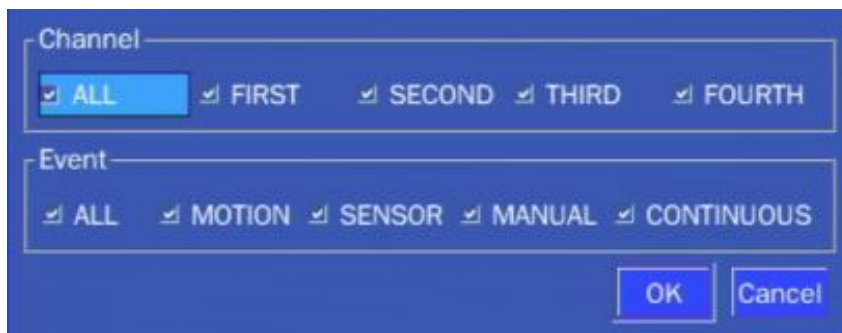 Channel
ALL FIRST SECOND THIRD FOURTH
Event
ALL MOTION SENSOR MANUAL CONTINUOUS
OK Cancel